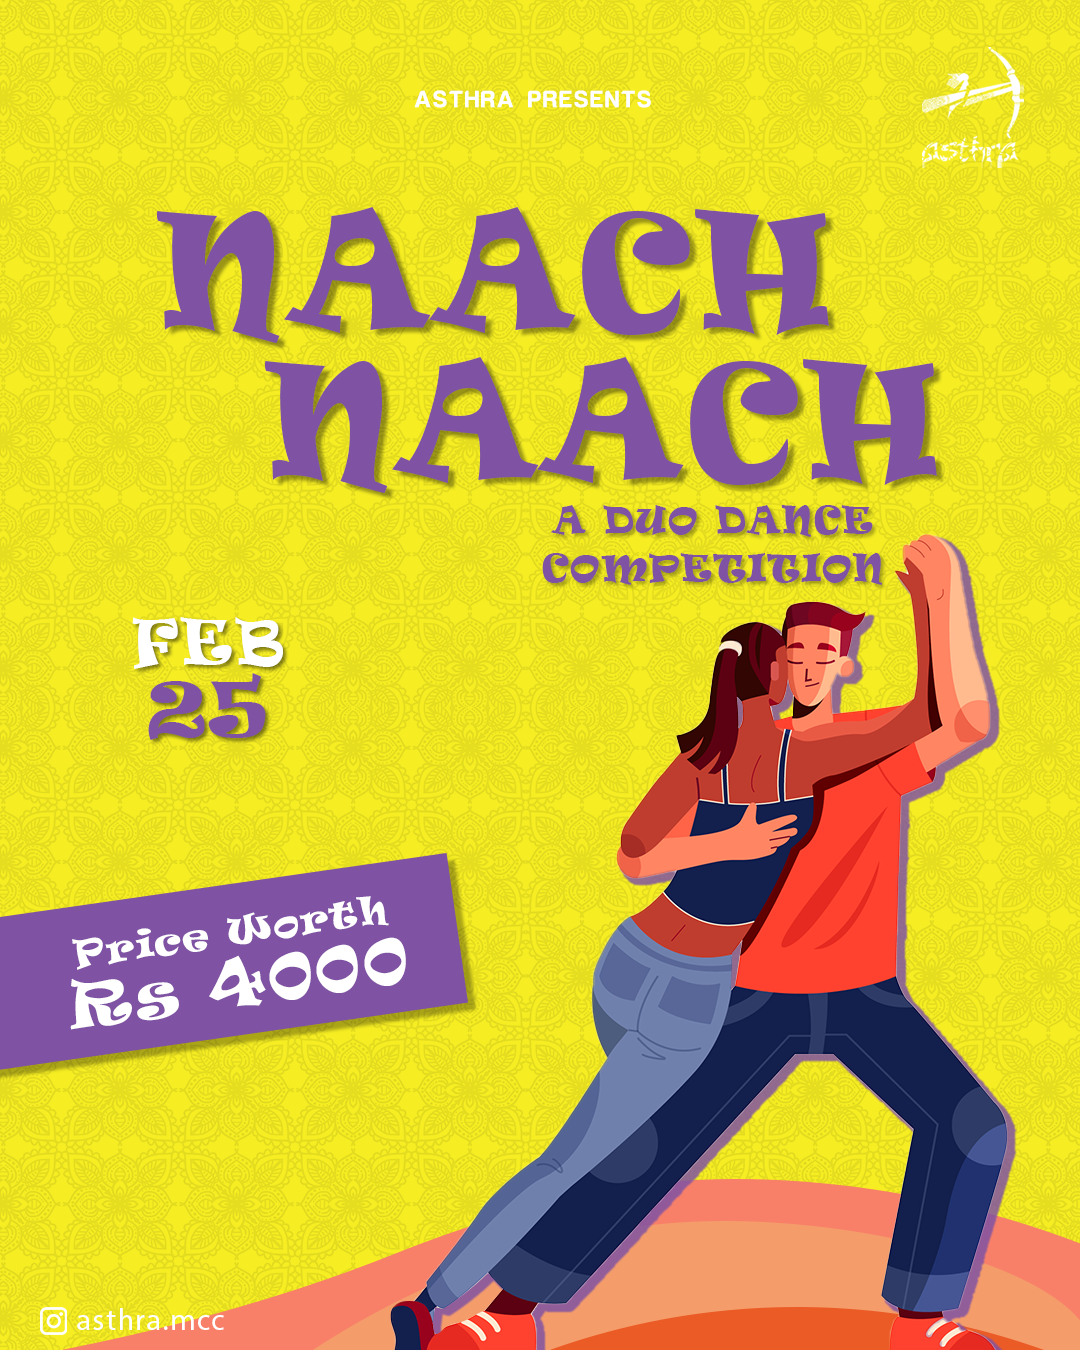 ASTHRA PRESENTS
asthra
NAACH
NAACH
A DUO DANCE
COMPETITION
FEB
25
Price Worth
Rs 4000
asthra.mcc